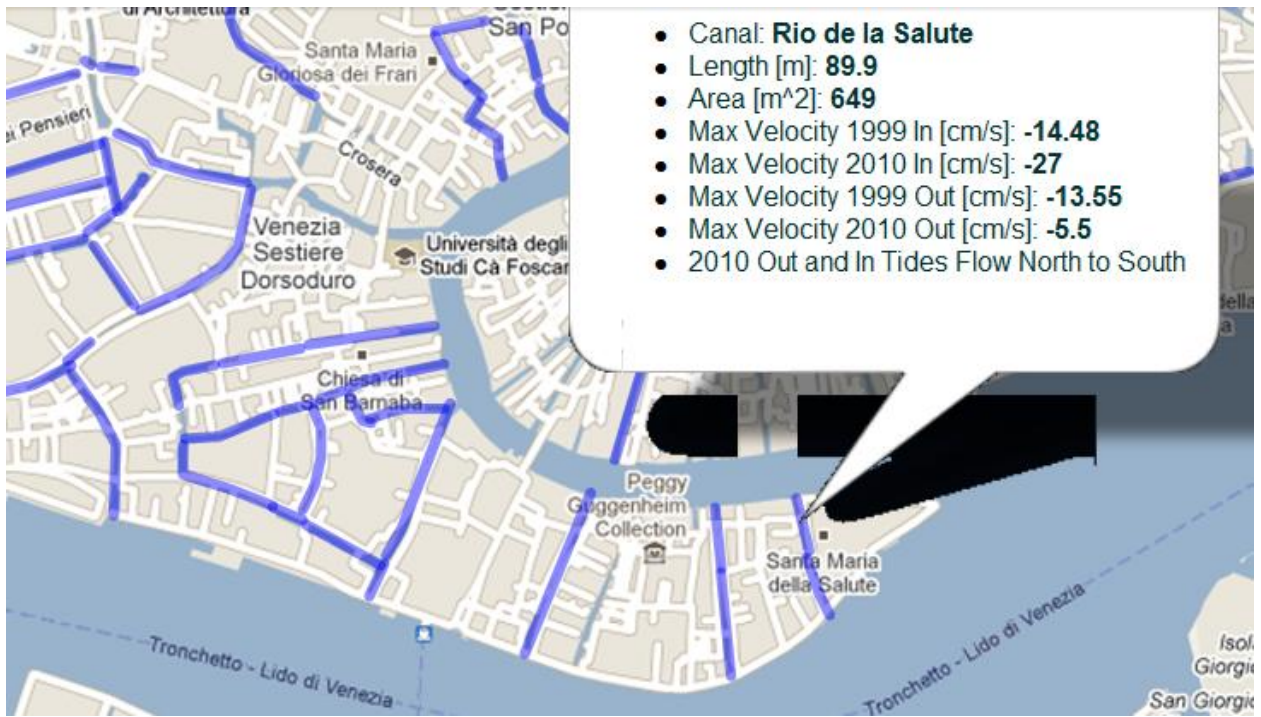 di Architettura
San Po
Santa Maria
Gloriosa dei Frari
ei Pensieri
Crosera
Venezia
Sestiere
Dorsoduro
Università degli
Studi Cà Foscar
Chiesa di
San Barnaba
• Canal: Rio de la Salute
• Length [m]: 89.9
• Area [m^2]: 649
• Max Velocity 1999 In [cm/s]: -14.48
• Max Velocity 2010 In [cm/s]: -27
• Max Velocity 1999 Out [cm/s]: -13.55
• Max Velocity 2010 Out [cm/s]: -5.5
• 2010 Out and In Tides Flow North to South
della
a
Peggy
Guggenheim
Collection
M
Santa Maria
della Salute
Tronchetto - Lido di Venezia
Tronchetto - Lido di Venezia
Isol
Giorgi
San Giorgi